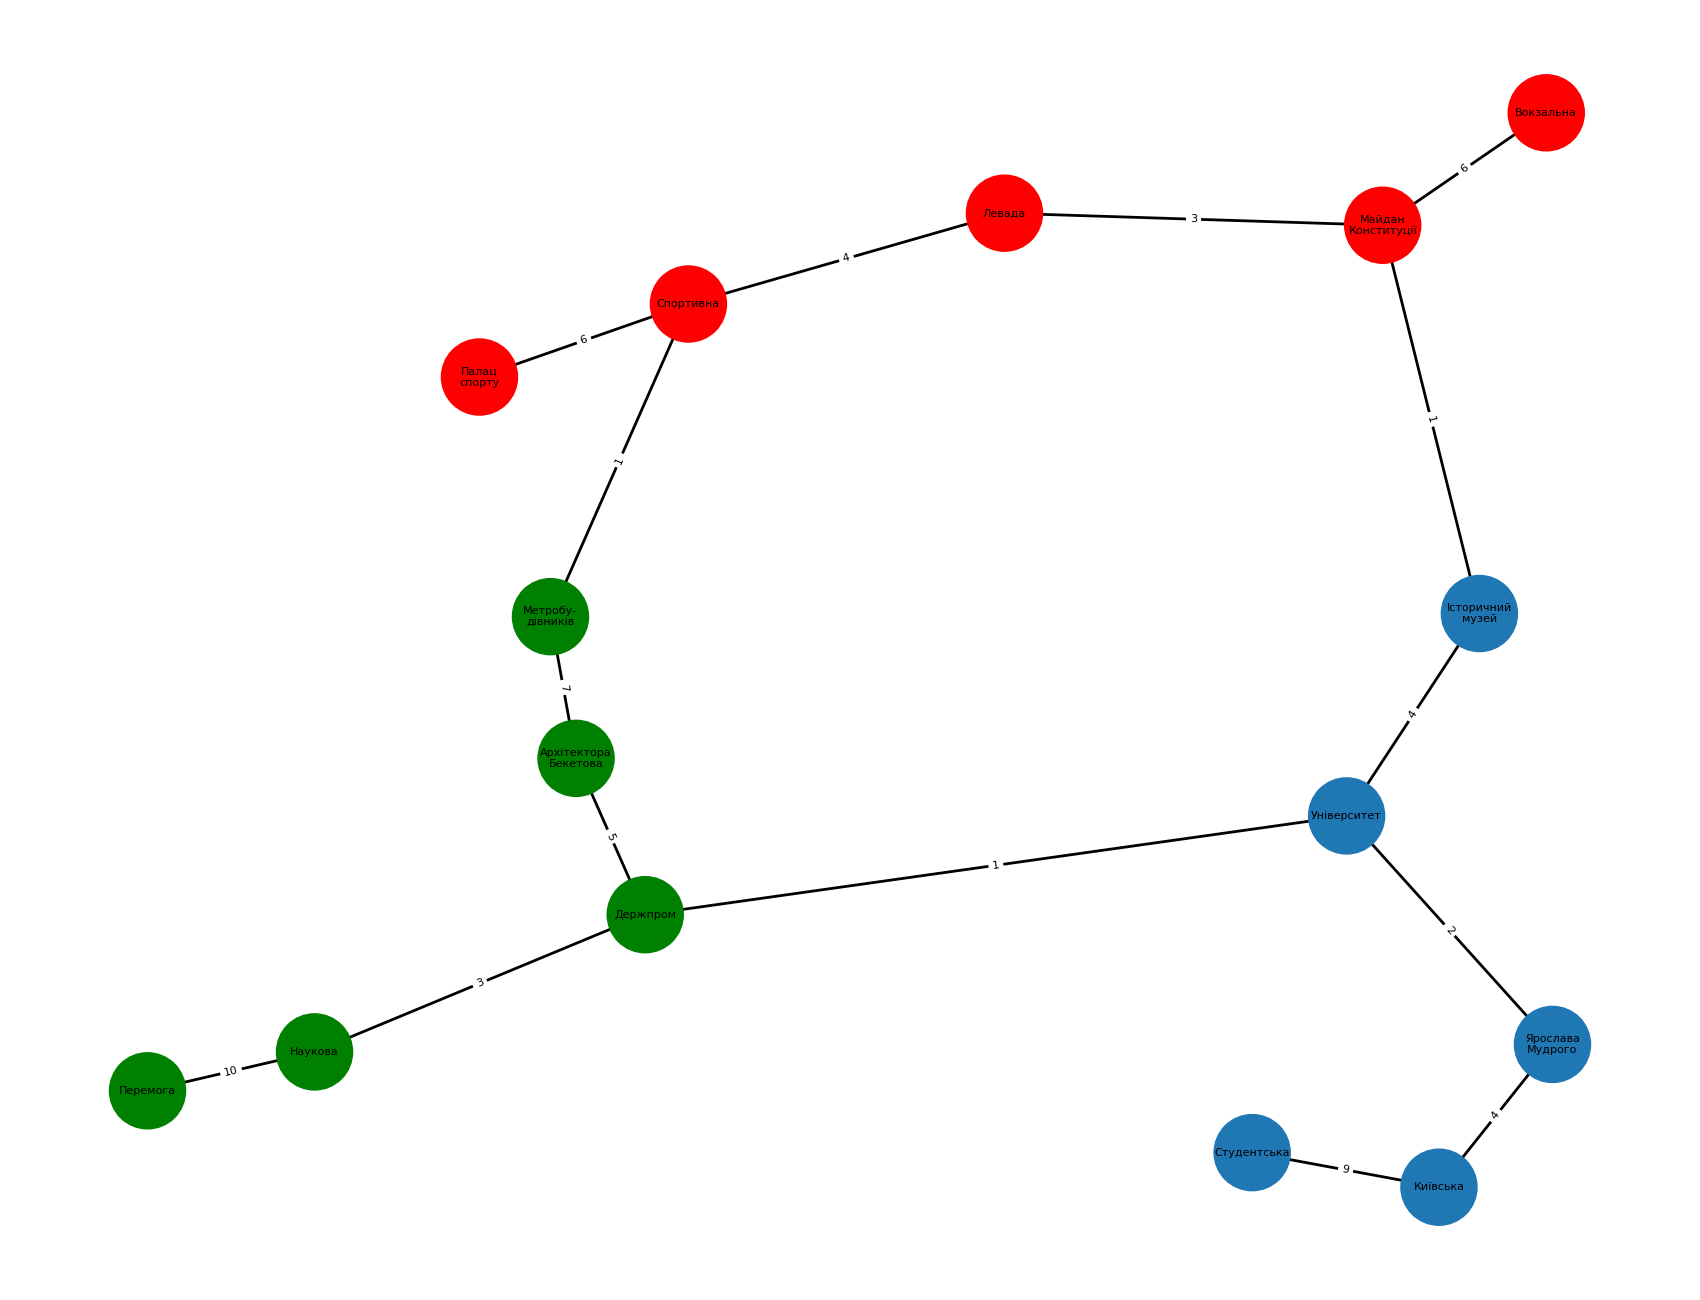 Вокзальна
6
Левада
3
Майдан
Конституції
4
Спортивна
6
Палац
спорту
1
1
Метробу-
дівників
Історичний
музей
7
4
Архітектора
Бекетова
Університет
5
1
Держпром
2
3
Наукова
Ярослава
Мудрого
10
Перемога
4
Студентська
9
Київська